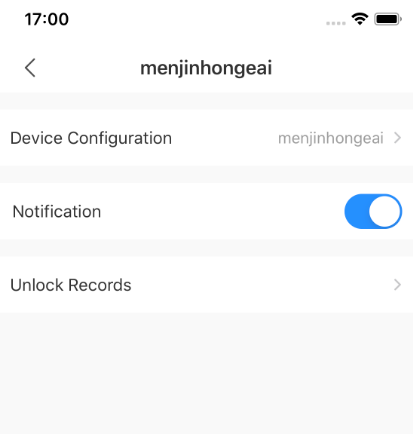 17:00
menjinhongeai
Device Configuration menjinhongeai
Notification
Unlock Records